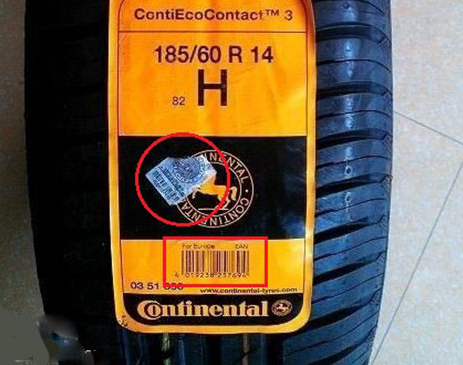 ContiEcoContact™ 3
185/60 R 14
82 H
CONTINENTAL · CONTINENTAL
For Europe EAN
4 019238 257694
03 51 
www.continental-tyres.com
Continental